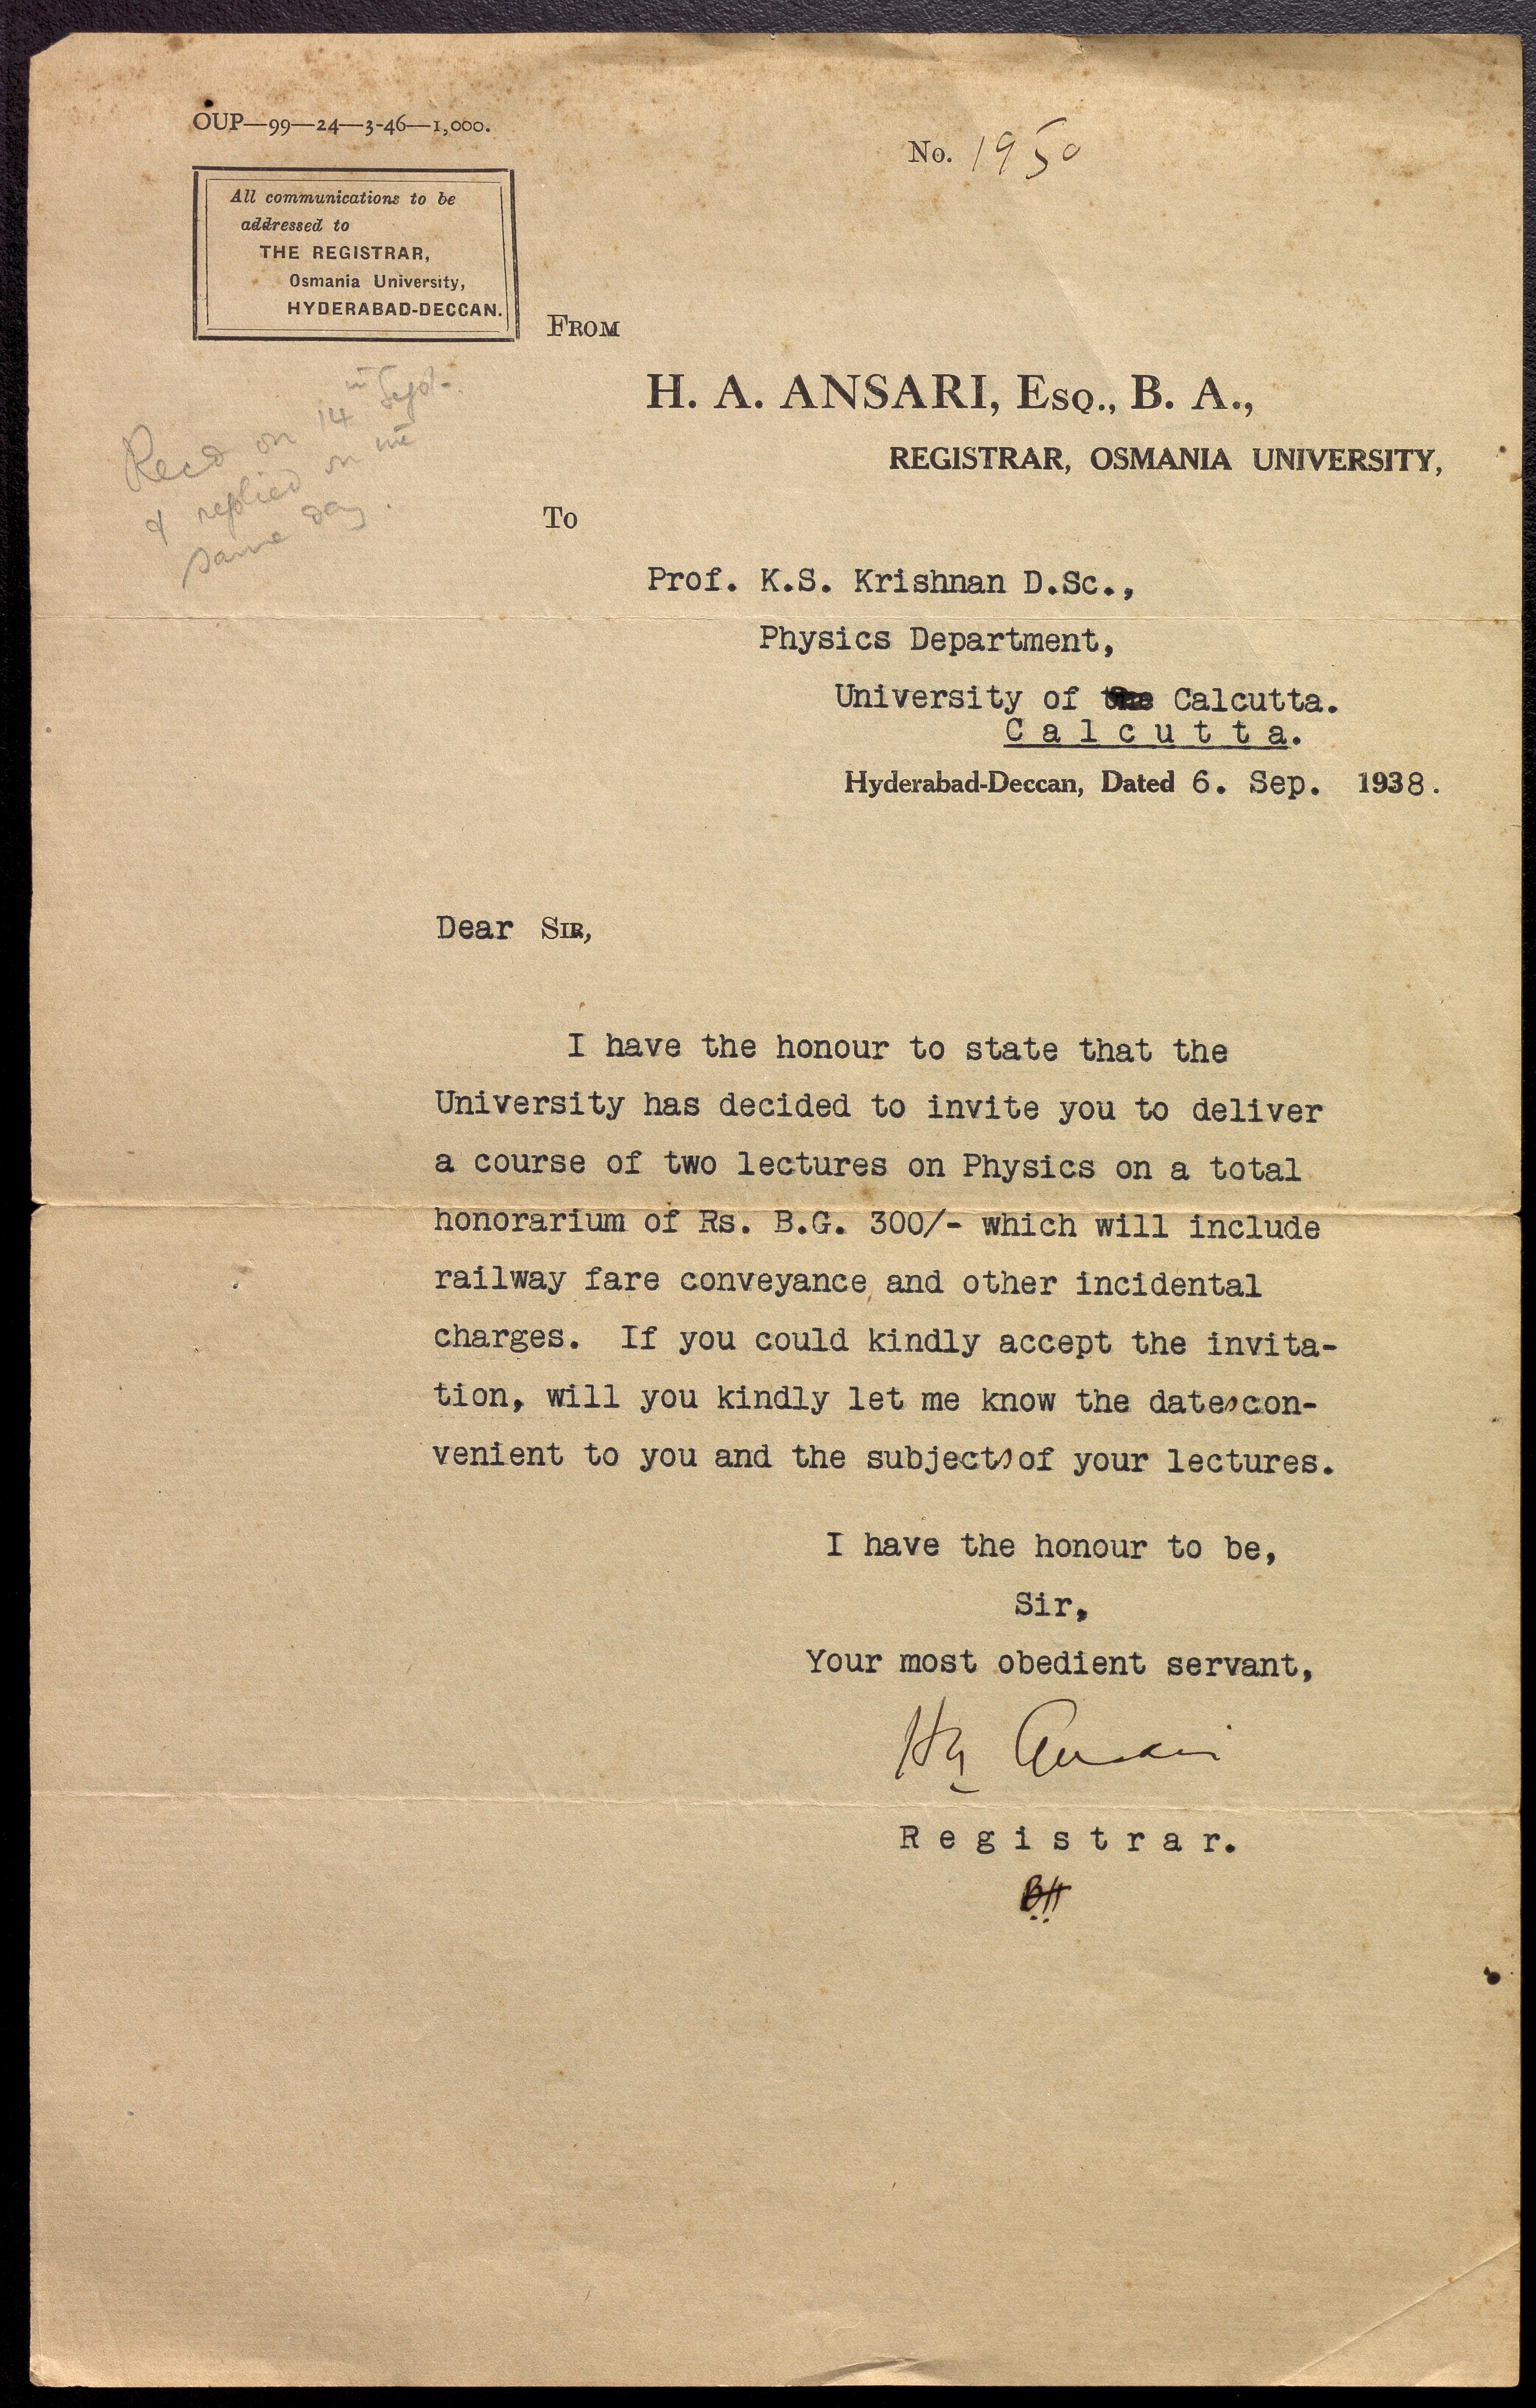 OUP—99—24—3-46—1,000.
No. 1950
All communications to be
addressed to
THE REGISTRAR,
Osmania University,
HYDERABAD-DECCAN.
FROM
H. A. ANSARI, Esq., B. A.,
REGISTRAR, OSMANIA UNIVERSITY,
Recd on 14th Sept.
& replied on the
same day.
To
Prof. K.S. Krishnan D.Sc.,
Physics Department,
University of Calcutta.
Calcutta.
Hyderabad-Deccan, Dated 6. Sep. 1938.
Dear SIR,
I have the honour to state that the
University has decided to invite you to deliver
a course of two lectures on Physics on a total
honorarium of Rs. B.G. 300/- which will include
railway fare conveyance and other incidental
charges. If you could kindly accept the invita-
tion, will you kindly let me know the dates con-
venient to you and the subjects of your lectures.
I have the honour to be,
Sir,
Your most obedient servant,
HA Ansari
Registrar.